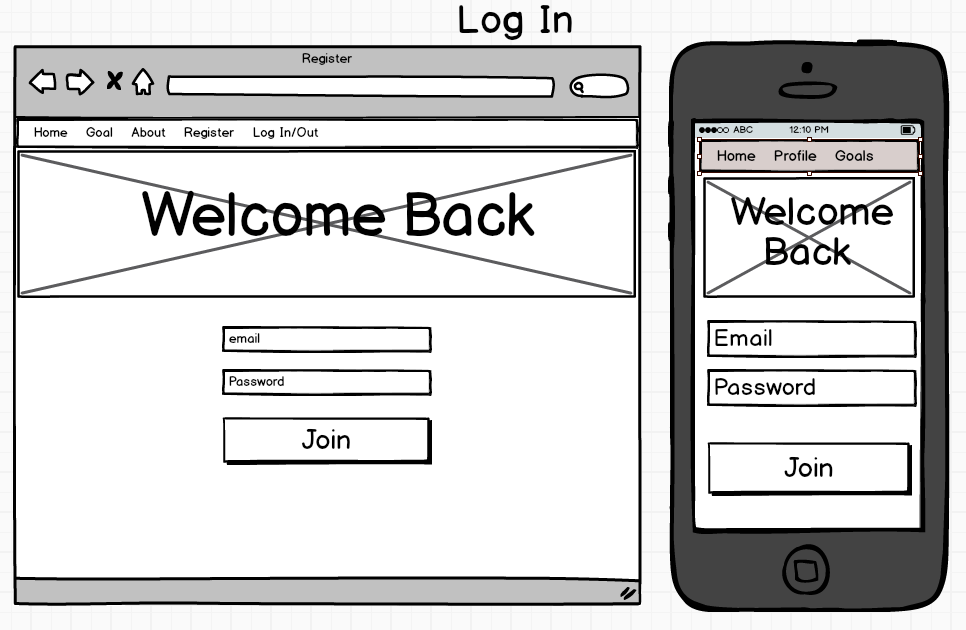 Log In
Register
Home Goal About Register Log In/Out
Welcome Back
email
Password
Join
ABC 12:10 PM
Home Profile Goals
Welcome
Back
Email
Password
Join